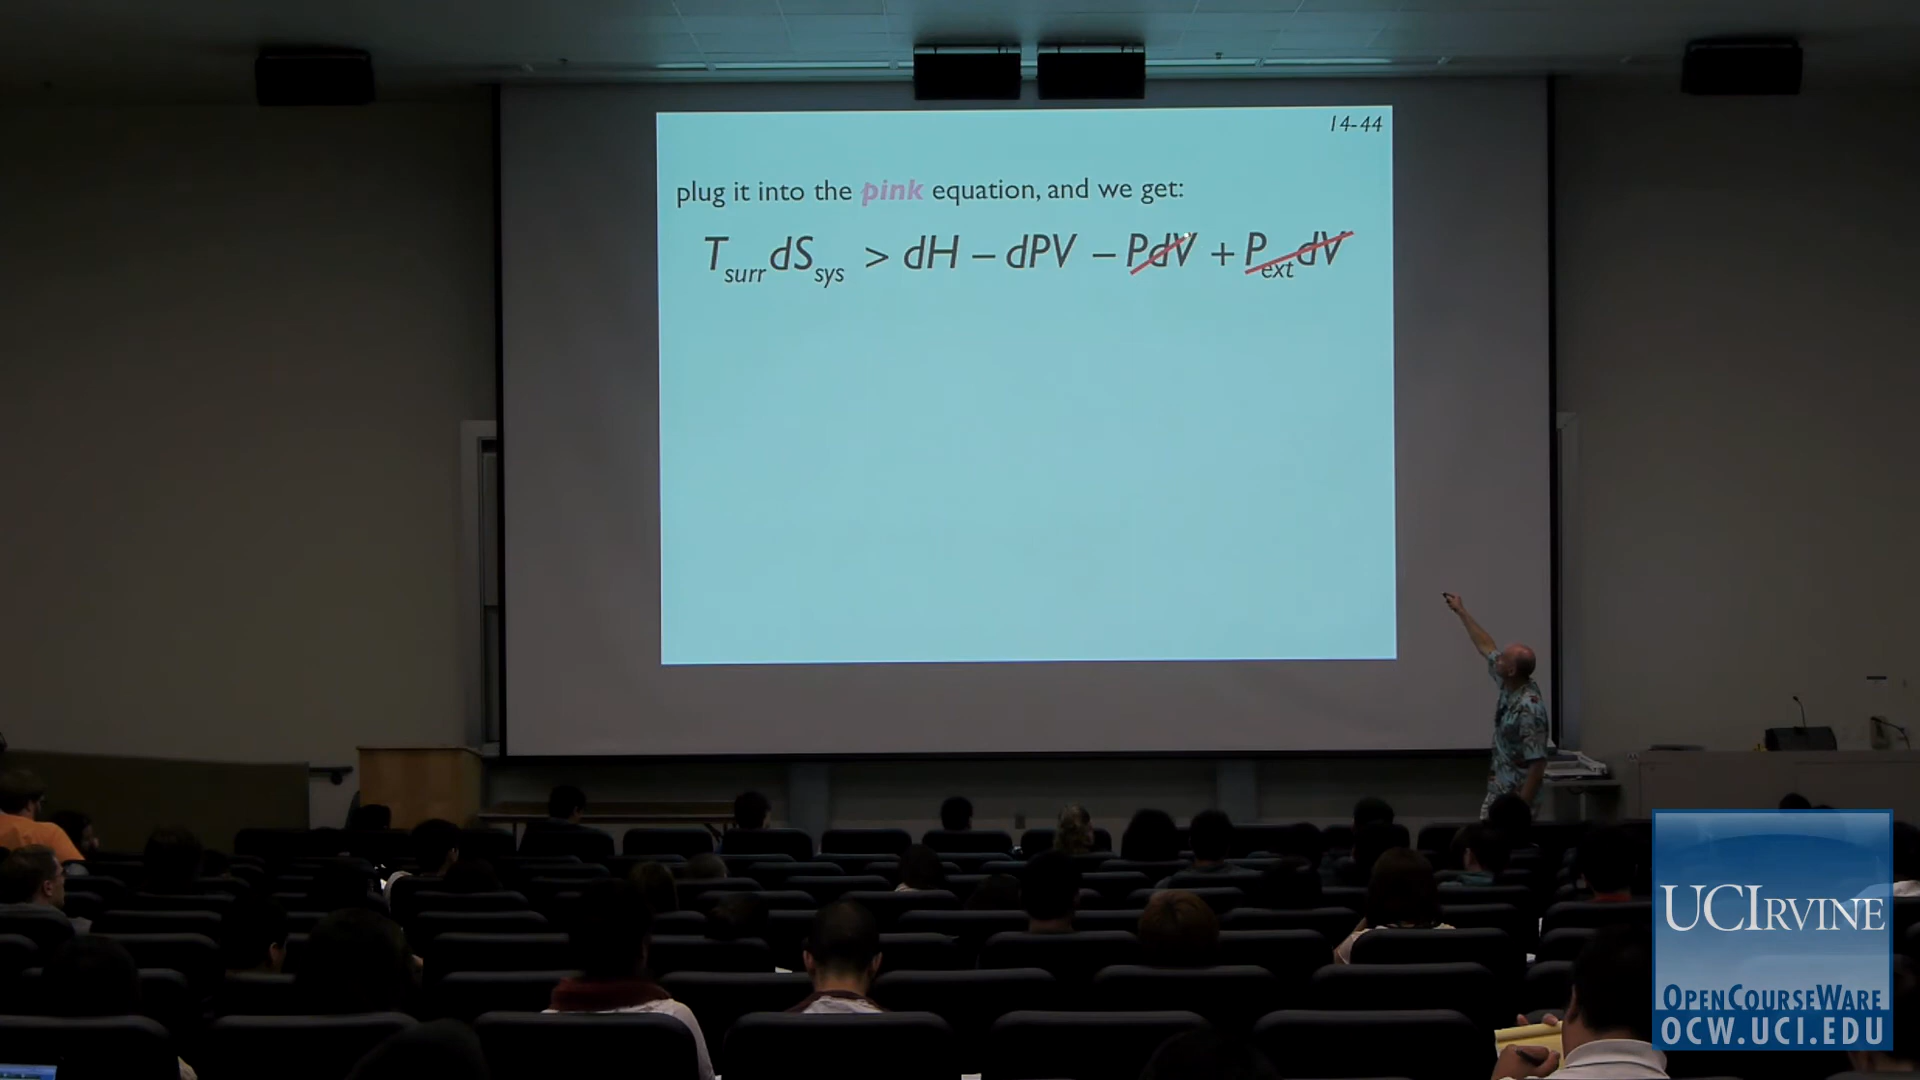 14-44
plug it into the pink equation, and we get:
T_surr dS_sys > dH – dPV – PdV + P_ext dV
UCIRVINE
OPENCOURSEWARE
OCW.UCI.EDU